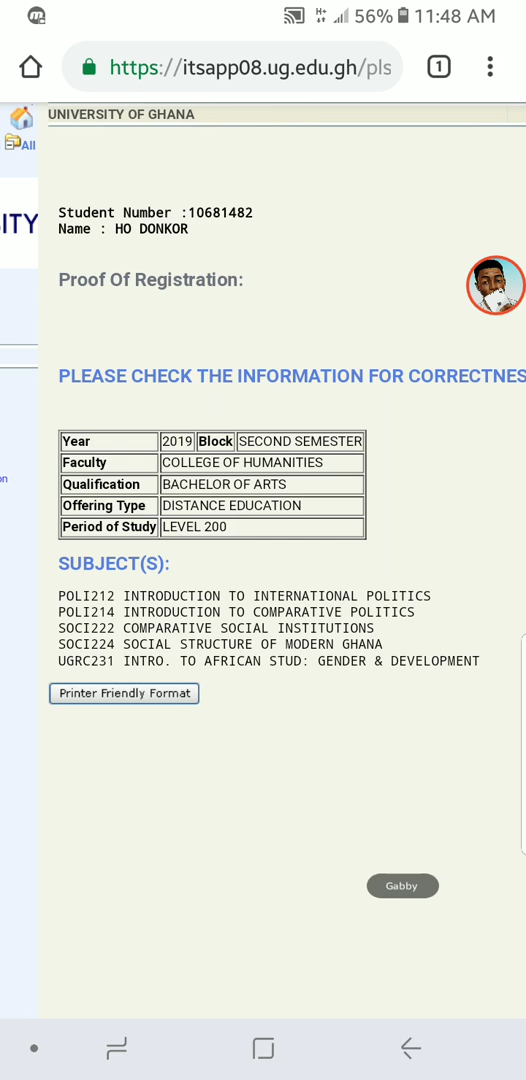 56% 11:48 AM
https://itsapp08.ug.edu.gh/pls
1
UNIVERSITY OF GHANA
All
ITY
Student Number :10681482
Name : HO DONKOR
Proof Of Registration:
PLEASE CHECK THE INFORMATION FOR CORRECTNES
Year 2019 Block SECOND SEMESTER
Faculty COLLEGE OF HUMANITIES
on
Qualification BACHELOR OF ARTS
Offering Type DISTANCE EDUCATION
Period of Study LEVEL 200
SUBJECT(S):
POLI212 INTRODUCTION TO INTERNATIONAL POLITICS
POLI214 INTRODUCTION TO COMPARATIVE POLITICS
SOCI222 COMPARATIVE SOCIAL INSTITUTIONS
SOCI224 SOCIAL STRUCTURE OF MODERN GHANA
UGRC231 INTRO. TO AFRICAN STUD: GENDER & DEVELOPMENT
Printer Friendly Format
Gabby